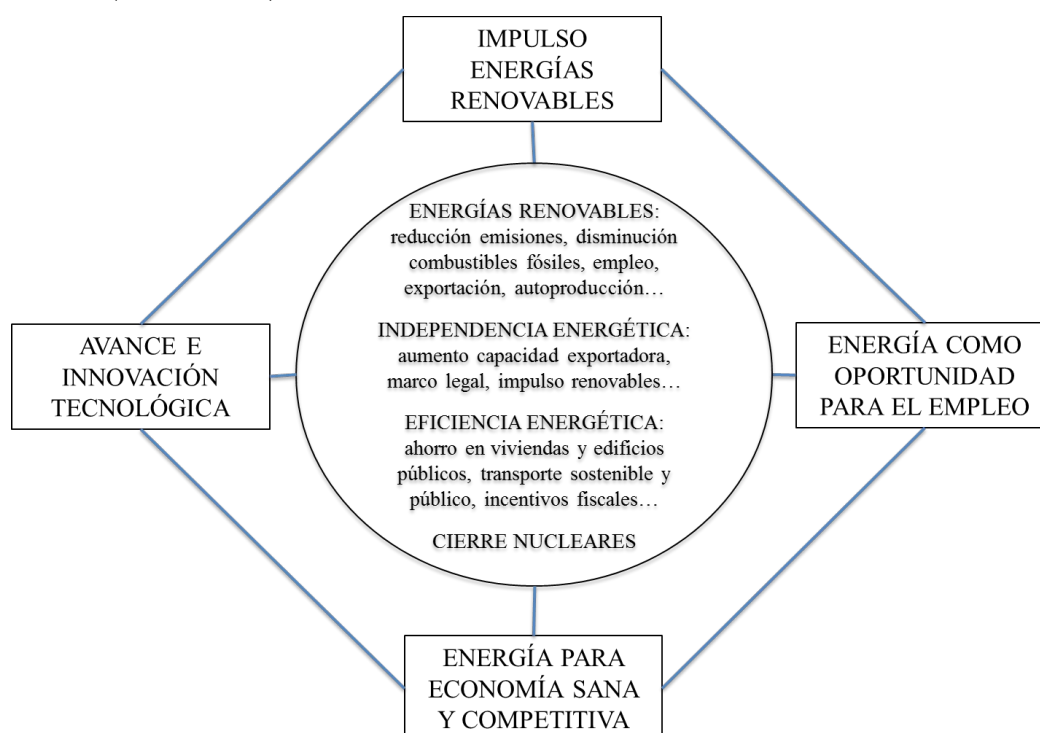 IMPULSO
ENERGÍAS
RENOVABLES
ENERGÍAS RENOVABLES:
reducción emisiones, disminución
combustibles fósiles, empleo,
exportación, autoproducción…
INDEPENDENCIA ENERGÉTICA:
aumento capacidad exportadora,
marco legal, impulso renovables…
EFICIENCIA ENERGÉTICA:
ahorro en viviendas y edificios
públicos, transporte sostenible y
público, incentivos fiscales…
CIERRE NUCLEARES
AVANCE E
INNOVACIÓN
TECNOLÓGICA
ENERGÍA COMO
OPORTUNIDAD
PARA EL EMPLEO
ENERGÍA PARA
ECONOMÍA SANA
Y COMPETITIVA